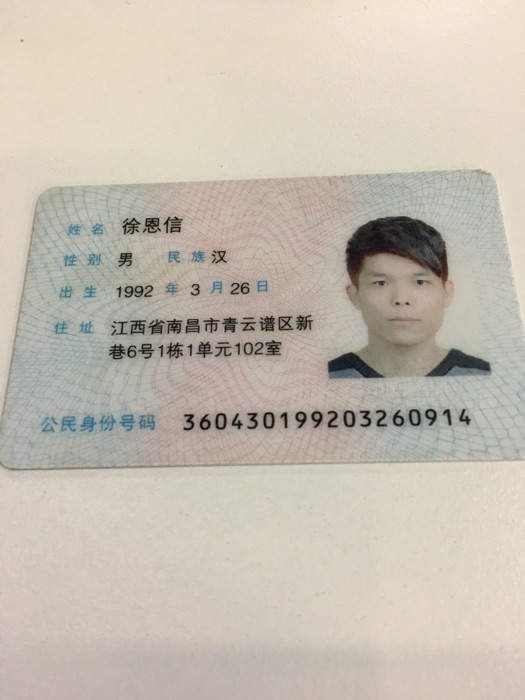 姓名 徐恩信
性别 男 民族 汉
出生 1992 年 3 月 26 日
住址 江西省南昌市青云谱区新
巷6号1栋1单元102室
公民身份号码 360430199203260914